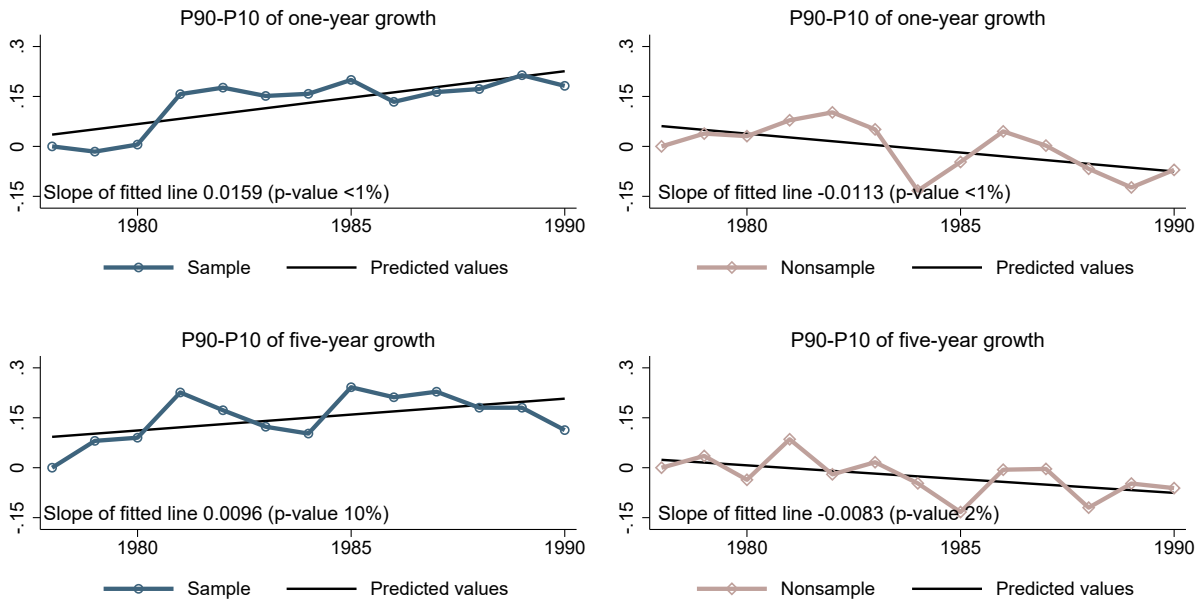 P90-P10 of one-year growth
.3
.15
0
-.15
Slope of fitted line 0.0159 (p-value <1%)
1980
1985
1990
Sample
Predicted values
P90-P10 of one-year growth
.3
.15
0
-.15
Slope of fitted line -0.0113 (p-value <1%)
1980
1985
1990
Nonsample
Predicted values
P90-P10 of five-year growth
.3
.15
0
-.15
Slope of fitted line 0.0096 (p-value 10%)
1980
1985
1990
Sample
Predicted values
P90-P10 of five-year growth
.3
.15
0
-.15
Slope of fitted line -0.0083 (p-value 2%)
1980
1985
1990
Nonsample
Predicted values